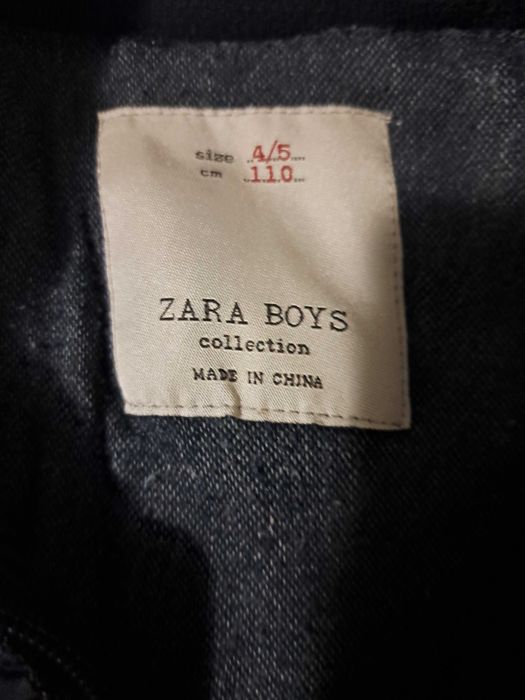 size 4/5
cm 110
ZARA BOYS
collection
MADE IN CHINA